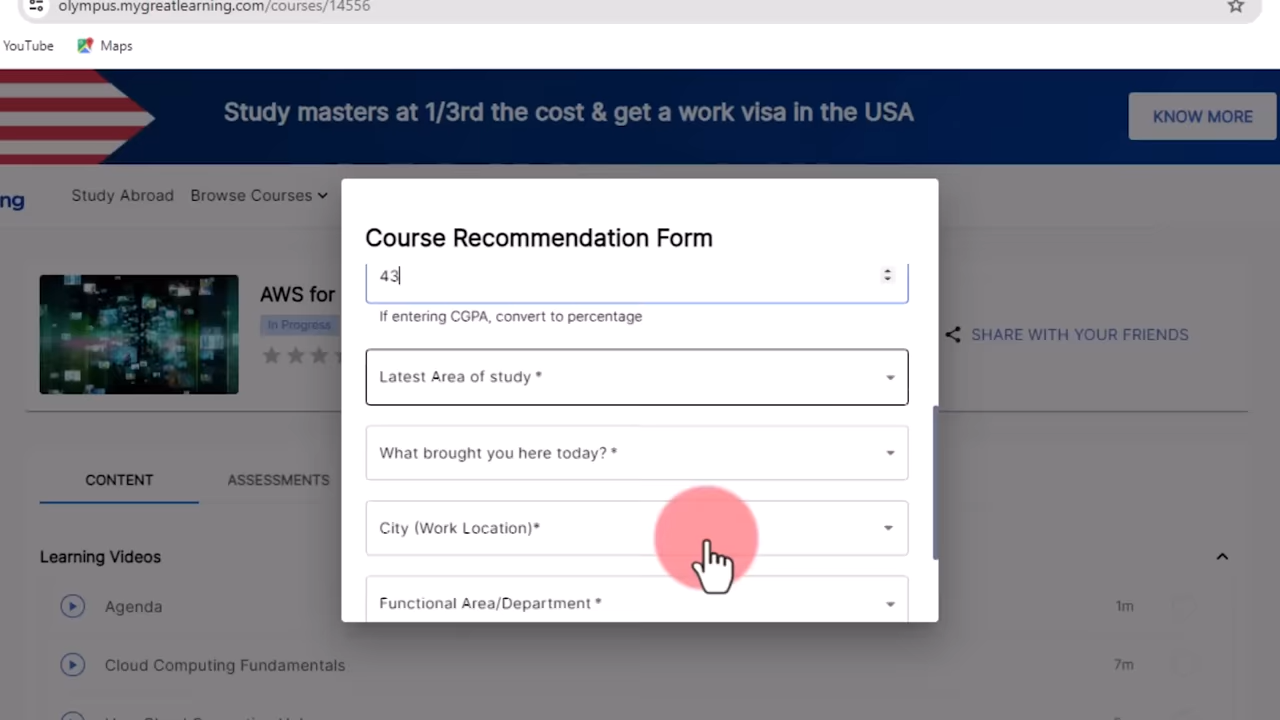 olympus.mygreatlearning.com/courses/14556
YouTube Maps
Study masters at 1/3rd the cost & get a work visa in the USA
KNOW MORE
ng Study Abroad Browse Courses
Course Recommendation Form
43
If entering CGPA, convert to percentage
AWS for
In Progress
SHARE WITH YOUR FRIENDS
Latest Area of study *
What brought you here today? *
CONTENT ASSESSMENTS
City (Work Location)*
Learning Videos
Functional Area/Department *
Agenda 1m
Cloud Computing Fundamentals 7m